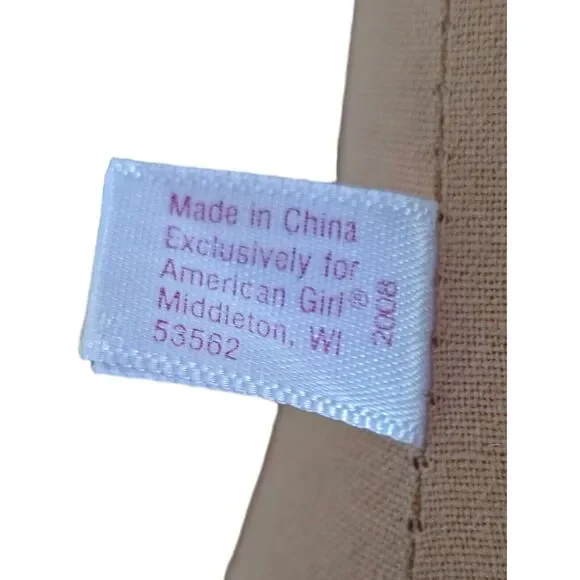 Made in China
Exclusively for
American Girl®
Middleton, WI
53562
2008